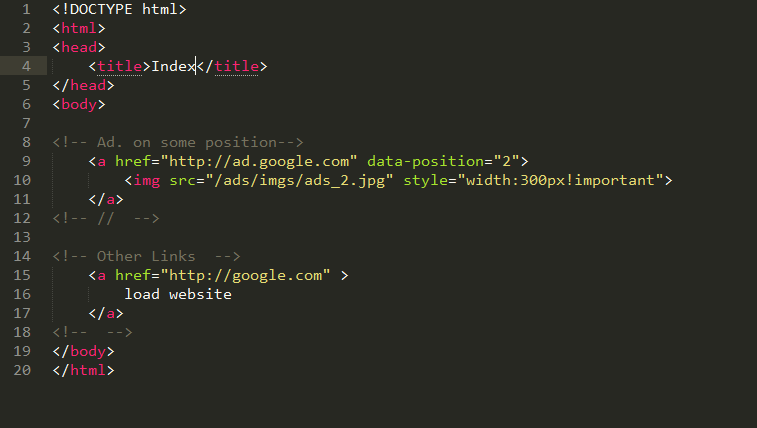 1 <!DOCTYPE html>
2 <html>
3 <head>
4     <title>Index</title>
5 </head>
6 <body>
7
8 <!-- Ad. on some position-->
9     <a href="http://ad.google.com" data-position="2">
10         <img src="/ads/imgs/ads_2.jpg" style="width:300px!important">
11     </a>
12 <!-- //  -->
13
14 <!-- Other Links  -->
15     <a href="http://google.com" >
16         load website
17     </a>
18 <!--  -->
19 </body>
20 </html>